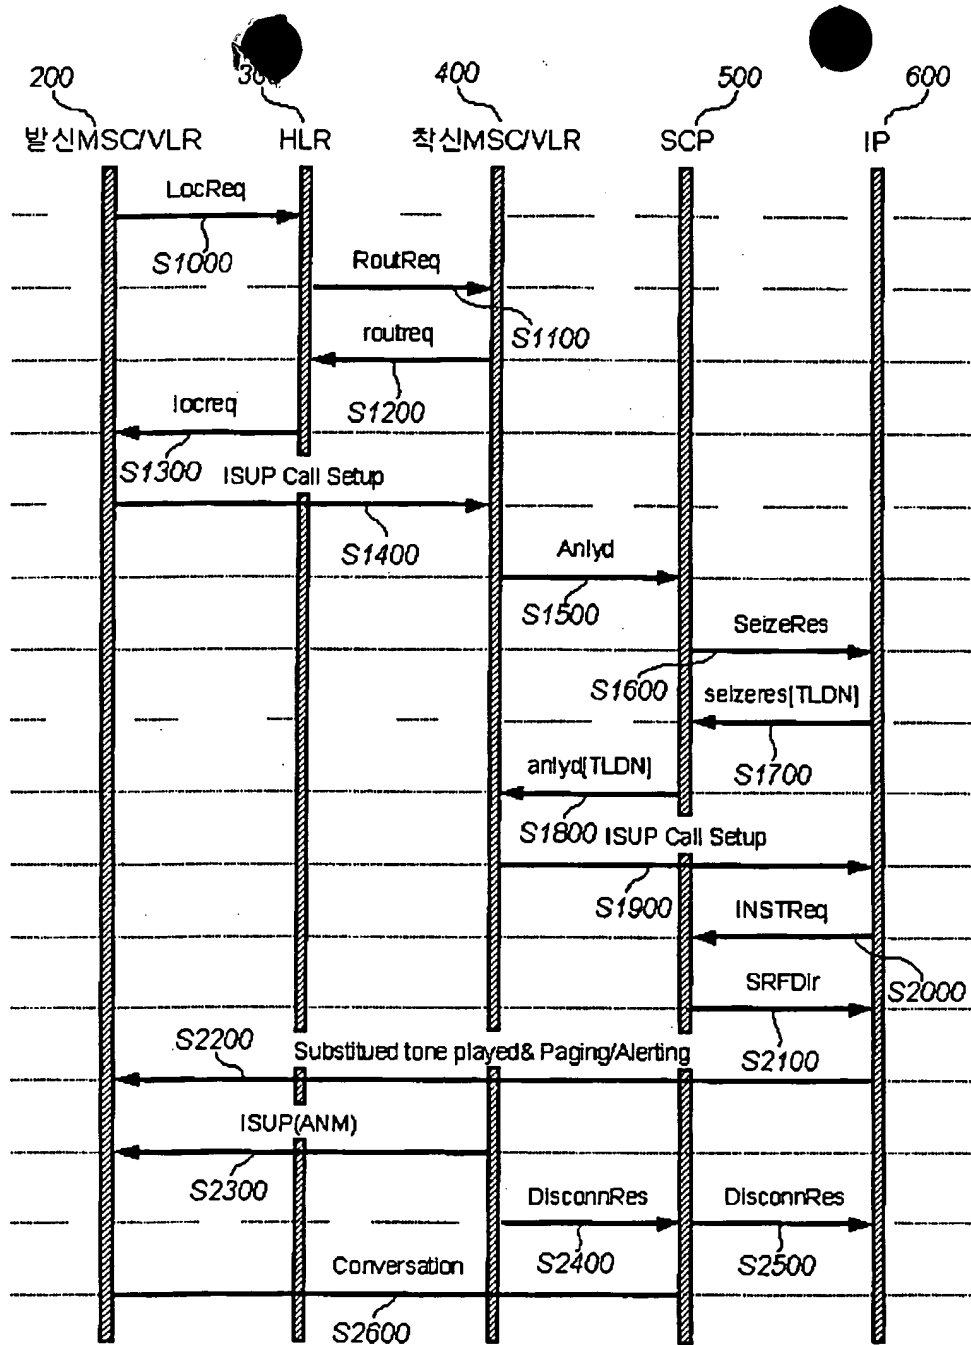 200
300
400
500
600
발신MSC/VLR
HLR
착신MSC/VLR
SCP
IP
LocReq
S1000
RoutReq
S1100
routreq
S1200
locreq
S1300
ISUP Call Setup
S1400
Anlyd
S1500
SeizeRes
S1600
seizeres[TLDN]
S1700
anlyd[TLDN]
S1800
ISUP Call Setup
S1900
INSTReq
S2000
SRFDir
S2100
S2200
Substitued tone played& Paging/Alerting
ISUP(ANM)
S2300
DisconnRes
DisconnRes
S2400
S2500
Conversation
S2600